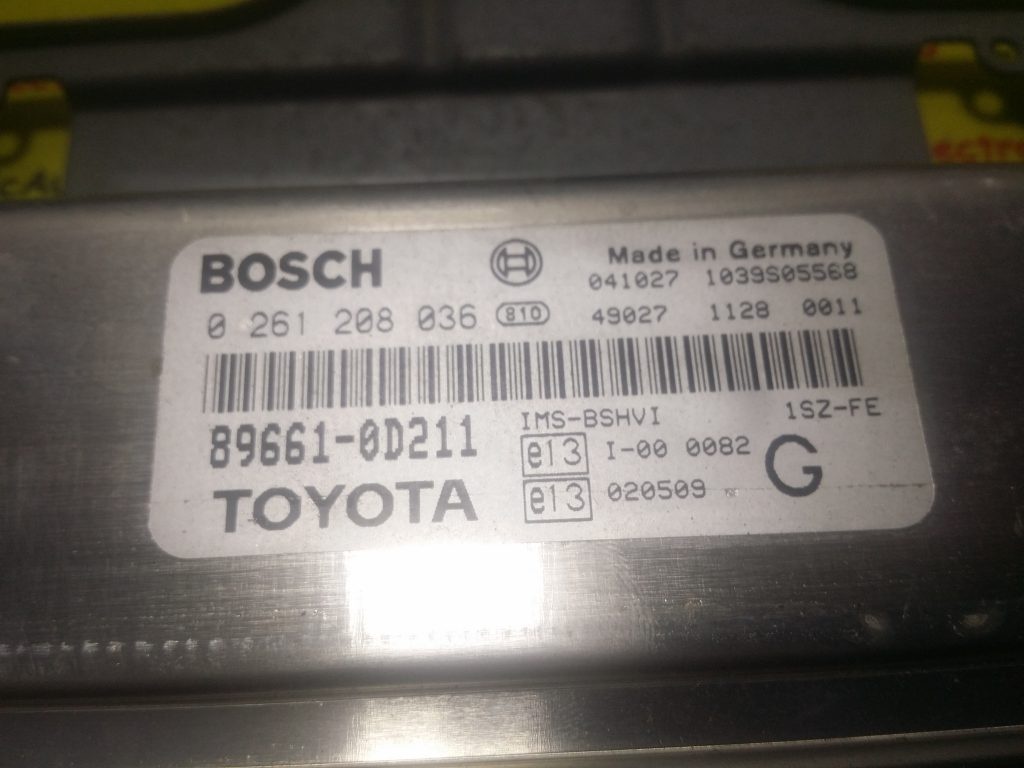 BOSCH
Made in Germany
041027 1039S05568
0 261 208 036 810 49027 1128 0011
IMS-BSHVI 1SZ-FE
89661-0D211
e13 I-00 0082
G
TOYOTA
e13 020509